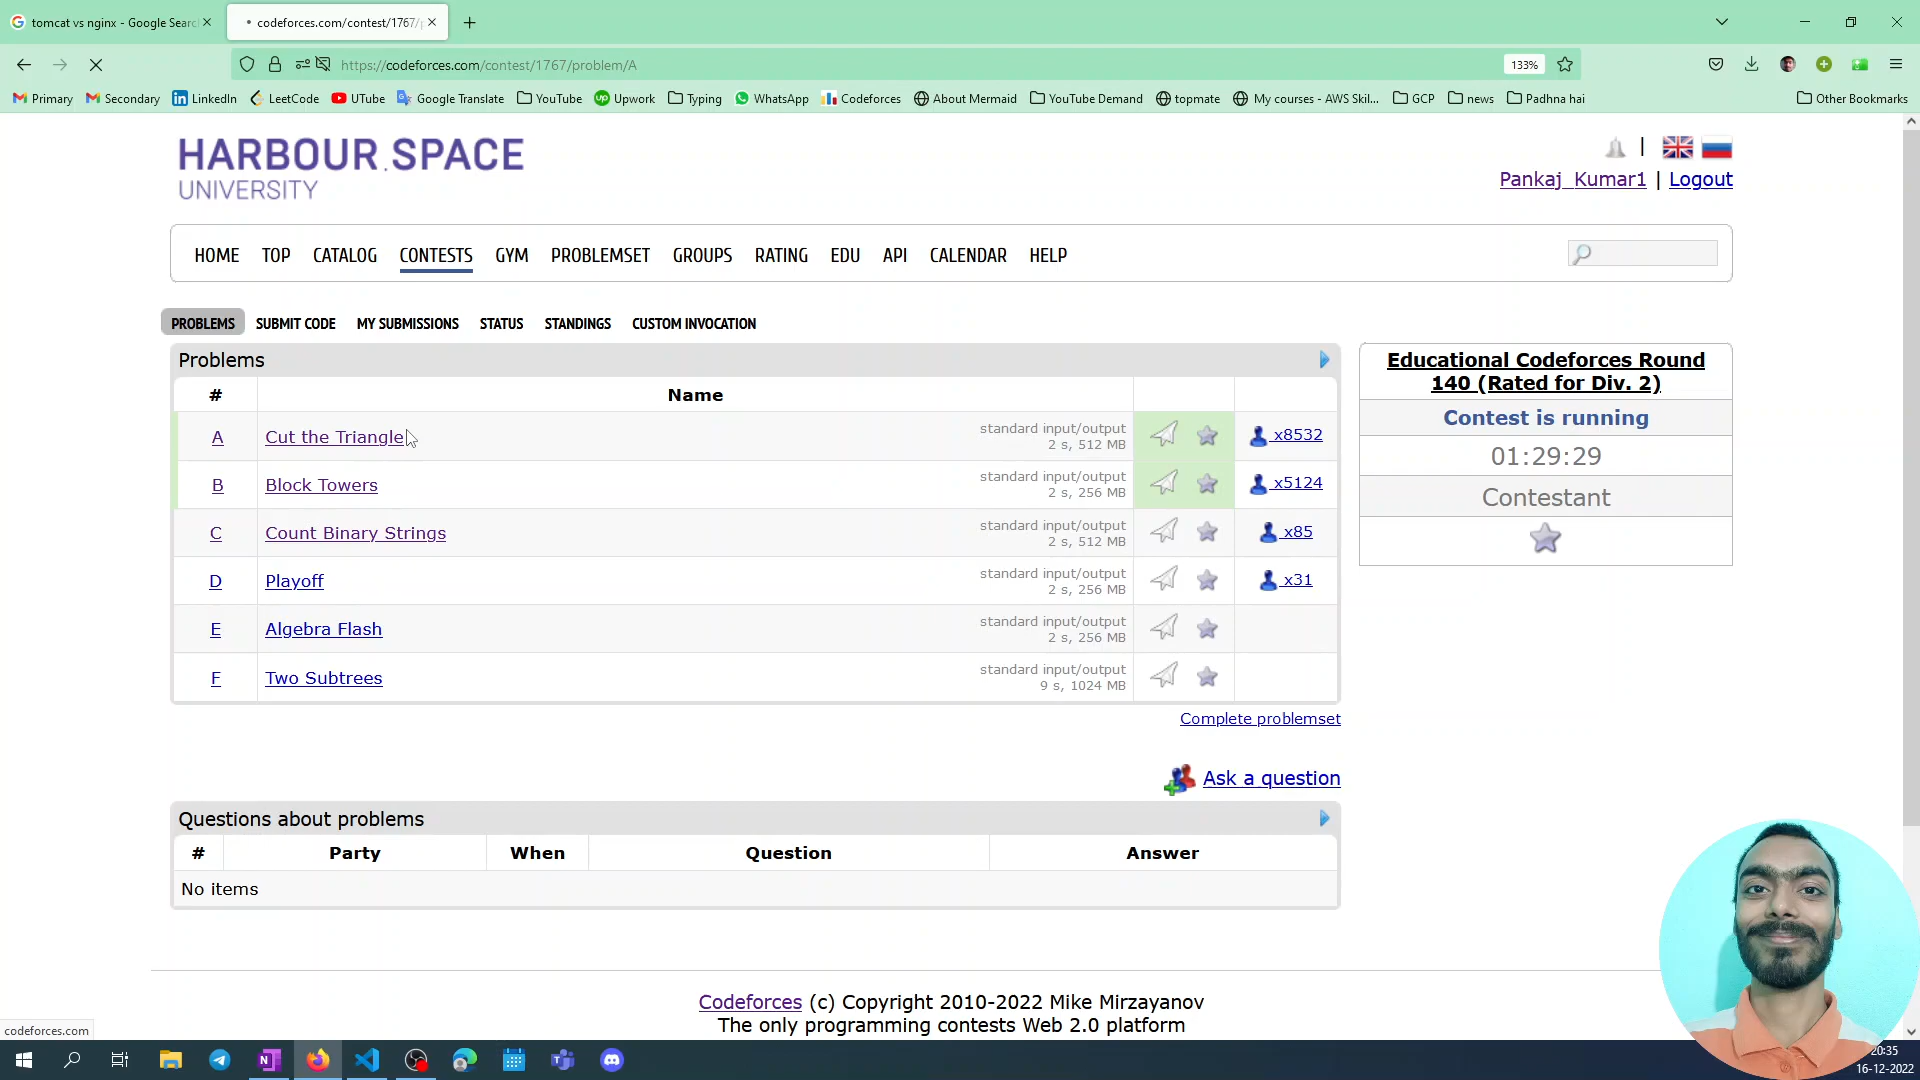 tomcat vs nginx - Google Searc
codeforces.com/contest/1767/p
https://codeforces.com/contest/1767/problem/A
133%
Primary
Secondary
LinkedIn
LeetCode
UTube
Google Translate
YouTube
Upwork
Typing
WhatsApp
Codeforces
About Mermaid
YouTube Demand
topmate
My courses - AWS Skil...
GCP
news
Padhna hai
Other Bookmarks
HARBOUR.SPACE
UNIVERSITY
Pankaj_Kumar1 | Logout
HOME TOP CATALOG CONTESTS GYM PROBLEMSET GROUPS RATING EDU API CALENDAR HELP
PROBLEMS SUBMIT CODE MY SUBMISSIONS STATUS STANDINGS CUSTOM INVOCATION
Problems
# Name
A Cut the Triangle standard input/output
2 s, 512 MB
x8532
B Block Towers standard input/output
2 s, 256 MB
x5124
C Count Binary Strings standard input/output
2 s, 512 MB
x85
D Playoff standard input/output
2 s, 256 MB
x31
E Algebra Flash standard input/output
2 s, 256 MB
F Two Subtrees standard input/output
9 s, 1024 MB
Complete problemset
Educational Codeforces Round
140 (Rated for Div. 2)
Contest is running
01:29:29
Contestant
Ask a question
Questions about problems
# Party When Question Answer
No items
Codeforces (c) Copyright 2010-2022 Mike Mirzayanov
The only programming contests Web 2.0 platform
codeforces.com
20:35
16-12-2022